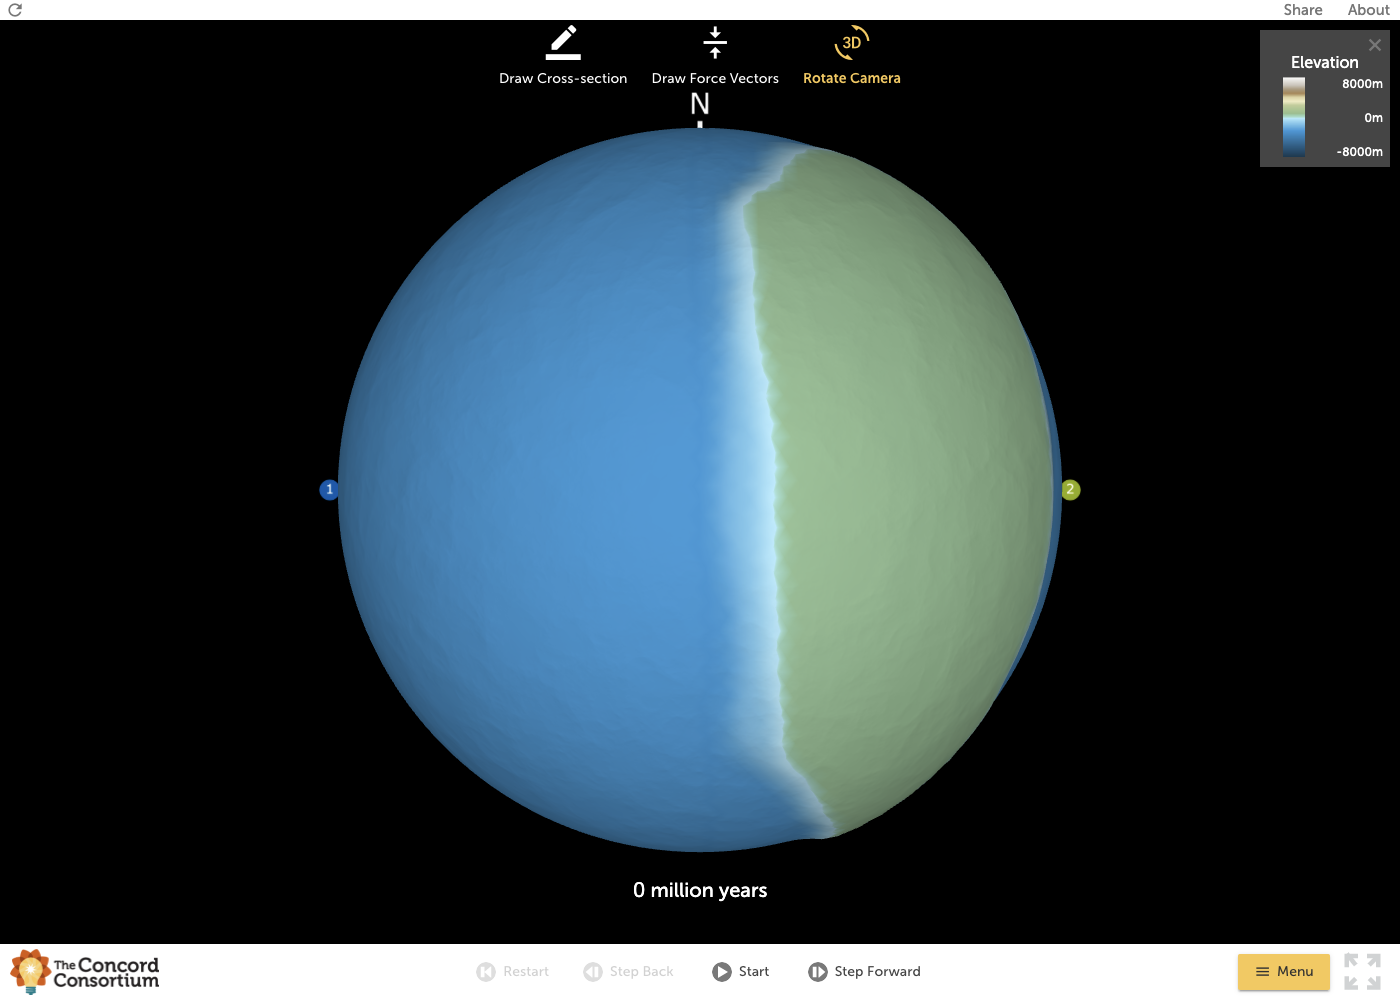 Share About
Draw Cross-section Draw Force Vectors 3D Rotate Camera
Elevation
8000m
0m
-8000m
N
1 2
0 million years
The Concord
Consortium
Restart Step Back Start Step Forward Menu